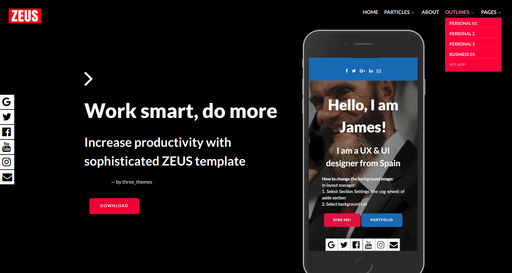 ZEUS
HOME PARTICLES ABOUT OUTLINES PAGES
PERSONAL 01
PERSONAL 2
PERSONAL 3
BUSINESS 01
MY APP
Work smart, do more
Increase productivity with
sophisticated ZEUS template
— by three_themes
DOWNLOAD
Hello, I am
James!
I am a UX & UI
designer from Spain
How to change the background image:
In layout manager:
1. Select Section Settings (the cog wheel) of
aside section
2. Select background tab
HIRE ME!
PORTFOLIO